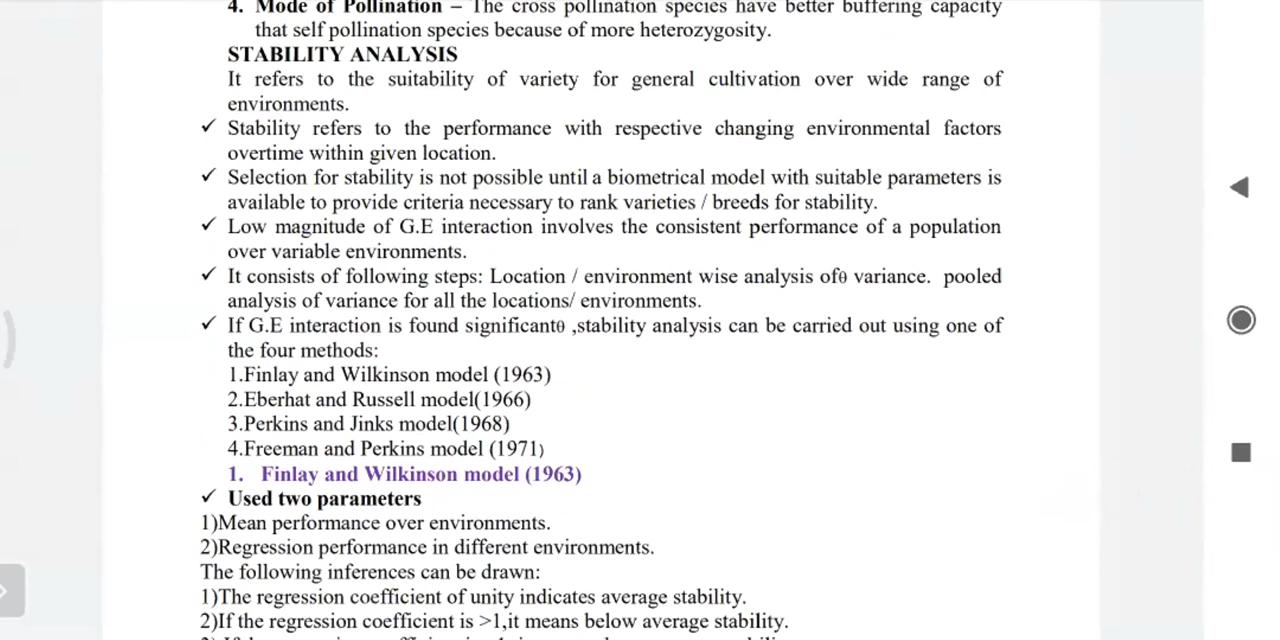 4. Mode of Pollination – The cross pollination species have better buffering capacity
that self pollination species because of more heterozygosity.
STABILITY ANALYSIS
It refers to the suitability of variety for general cultivation over wide range of
environments.
✓ Stability refers to the performance with respective changing environmental factors
overtime within given location.
✓ Selection for stability is not possible until a biometrical model with suitable parameters is
available to provide criteria necessary to rank varieties / breeds for stability.
✓ Low magnitude of G.E interaction involves the consistent performance of a population
over variable environments.
✓ It consists of following steps: Location / environment wise analysis ofθ variance. pooled
analysis of variance for all the locations/ environments.
✓ If G.E interaction is found significantθ ,stability analysis can be carried out using one of
the four methods:
1.Finlay and Wilkinson model (1963)
2.Eberhat and Russell model(1966)
3.Perkins and Jinks model(1968)
4.Freeman and Perkins model (1971)
1. Finlay and Wilkinson model (1963)
✓ Used two parameters
1)Mean performance over environments.
2)Regression performance in different environments.
The following inferences can be drawn:
1)The regression coefficient of unity indicates average stability.
2)If the regression coefficient is >1,it means below average stability.